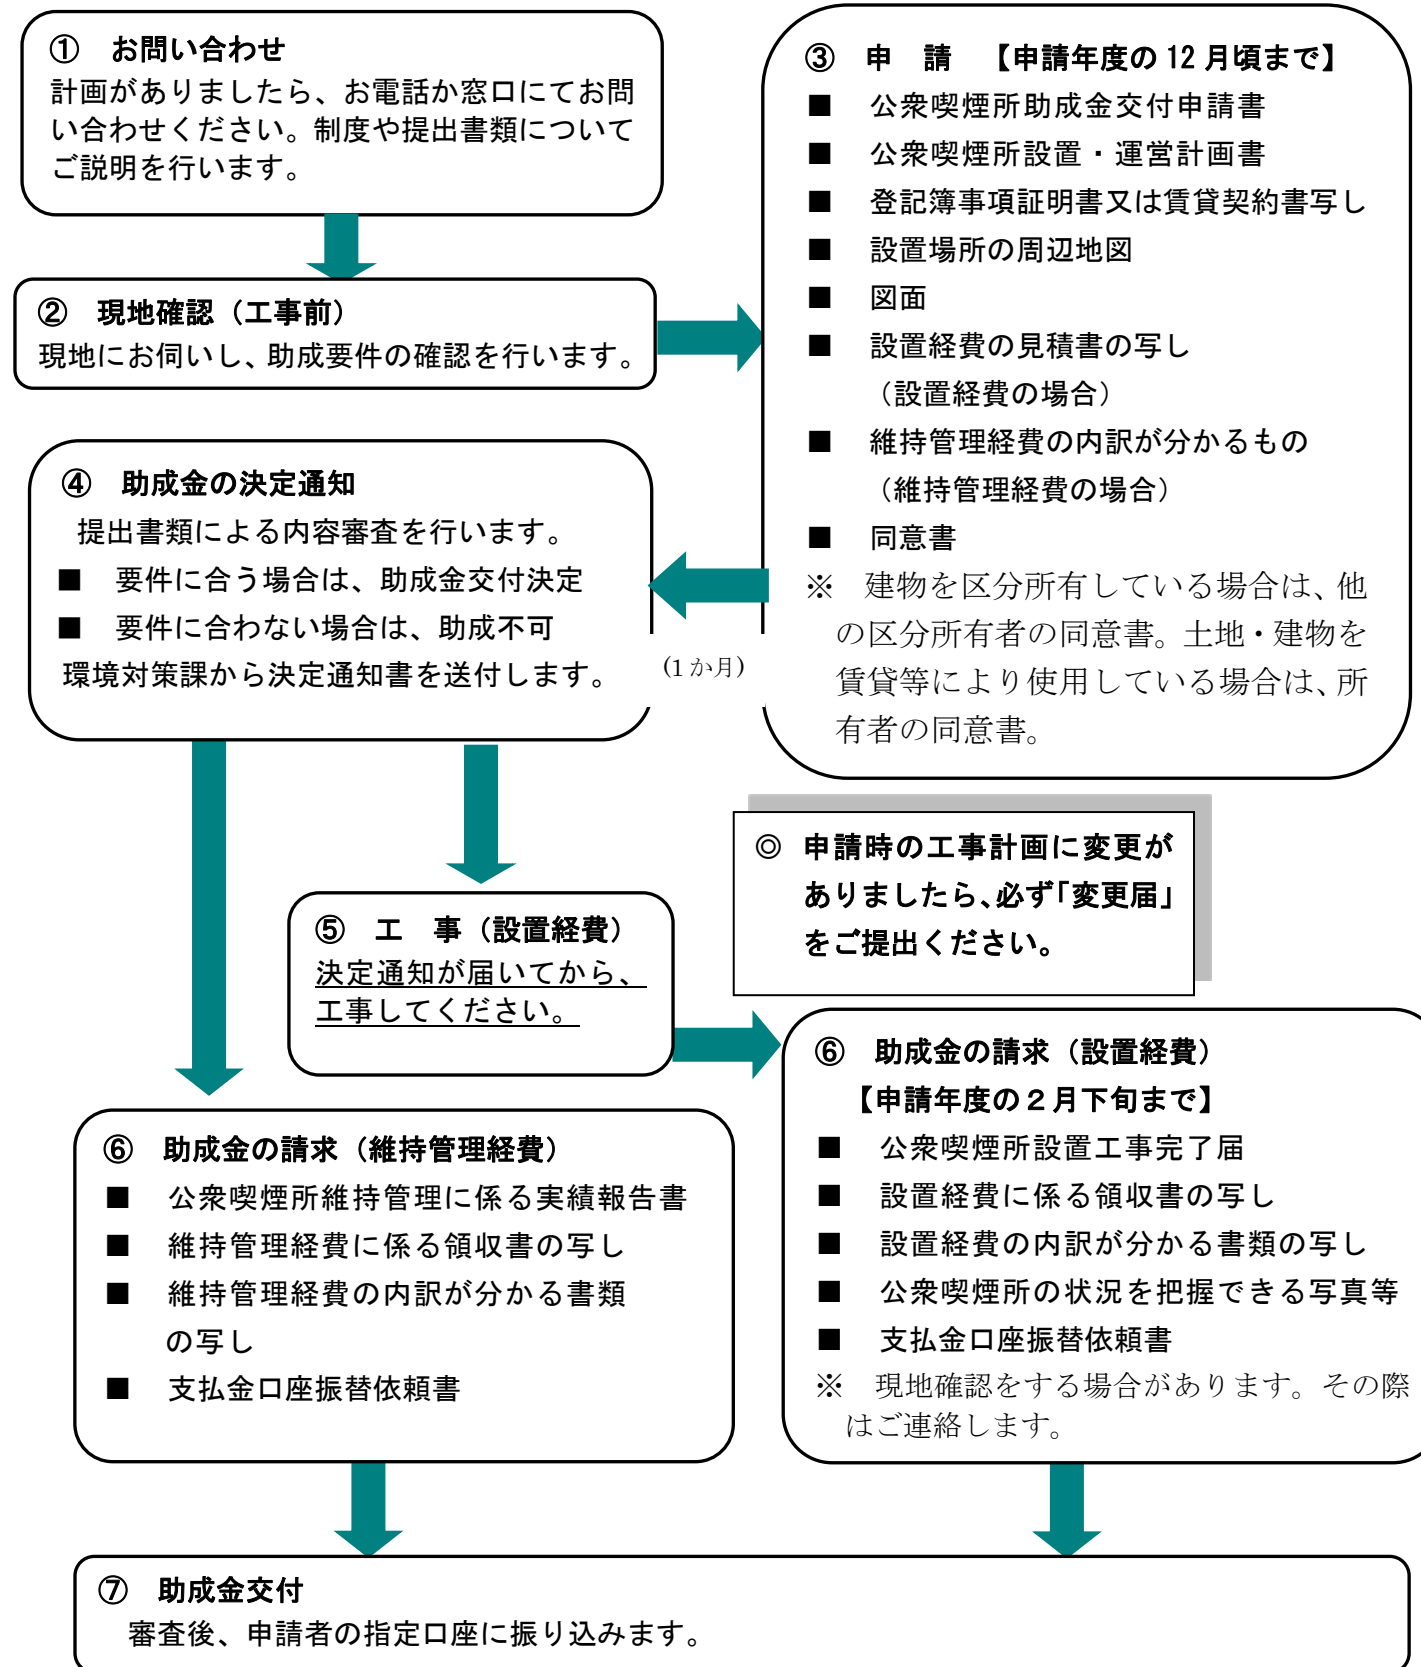 ① お問い合わせ
計画がありましたら、お電話か窓口にてお問
い合わせください。制度や提出書類について
ご説明を行います。
② 現地確認（工事前）
現地にお伺いし、助成要件の確認を行います。
③ 申 請 【申請年度の12月頃まで】
■ 公衆喫煙所助成金交付申請書
■ 公衆喫煙所設置・運営計画書
■ 登記簿事項証明書又は賃貸契約書写し
■ 設置場所の周辺地図
■ 図面
■ 設置経費の見積書の写し
（設置経費の場合）
■ 維持管理経費の内訳が分かるもの
（維持管理経費の場合）
■ 同意書
※ 建物を区分所有している場合は、他
の区分所有者の同意書。土地・建物を
賃貸等により使用している場合は、所
有者の同意書。
(1か月)
④ 助成金の決定通知
提出書類による内容審査を行います。
■ 要件に合う場合は、助成金交付決定
■ 要件に合わない場合は、助成不可
環境対策課から決定通知書を送付します。
◎ 申請時の工事計画に変更が
ありましたら、必ず「変更届」
をご提出ください。
⑤ 工 事（設置経費）
決定通知が届いてから、
工事してください。
⑥ 助成金の請求（維持管理経費）
■ 公衆喫煙所維持管理に係る実績報告書
■ 維持管理経費に係る領収書の写し
■ 維持管理経費の内訳が分かる書類
の写し
■ 支払金口座振替依頼書
⑥ 助成金の請求（設置経費）
【申請年度の２月下旬まで】
■ 公衆喫煙所設置工事完了届
■ 設置経費に係る領収書の写し
■ 設置経費の内訳が分かる書類の写し
■ 公衆喫煙所の状況を把握できる写真等
■ 支払金口座振替依頼書
※ 現地確認をする場合があります。その際
はご連絡します。
⑦ 助成金交付
審査後、申請者の指定口座に振り込みます。